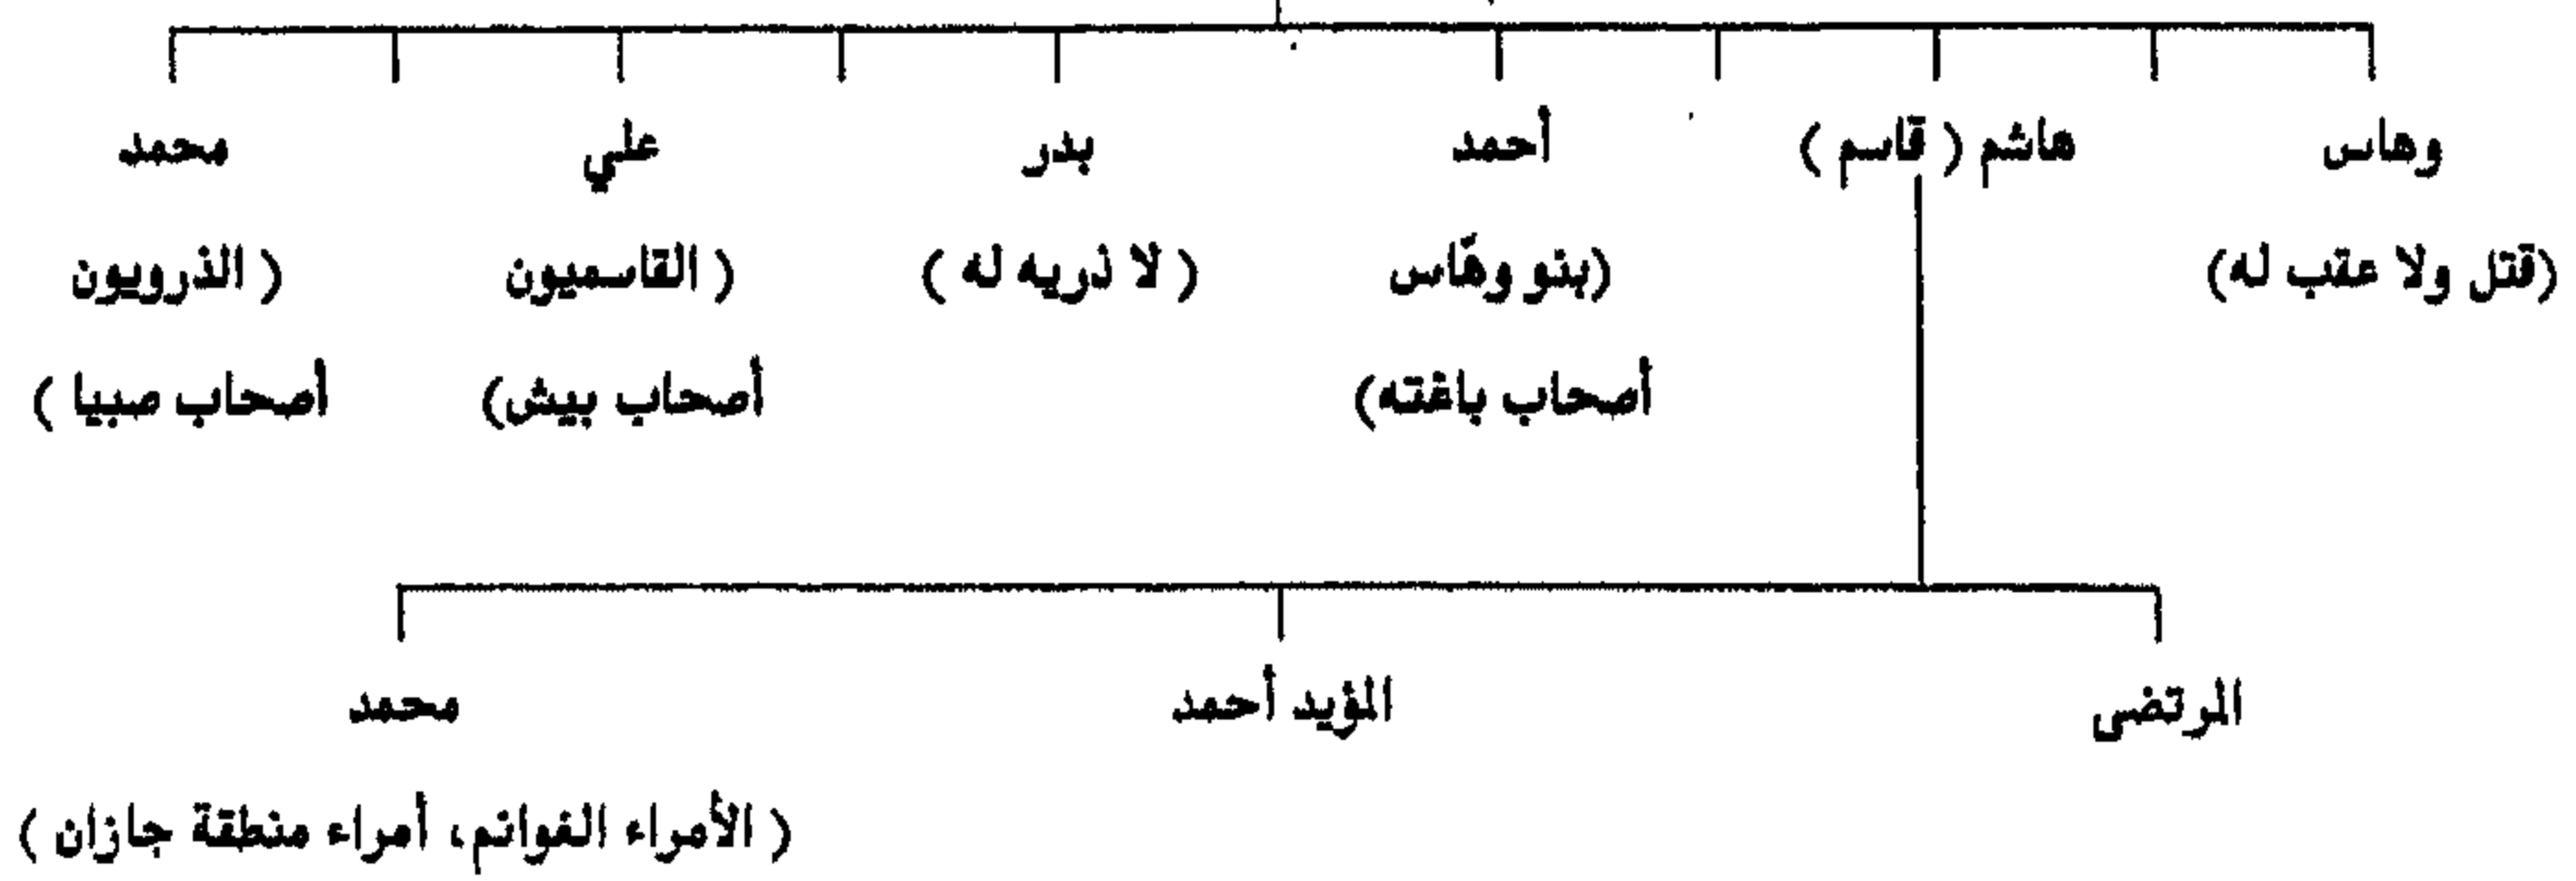 وهاس
هاشم ( قاسم )
أحمد
بدر
علي
محمد
(قتل ولا عقب له)
(بنو وهّاس
( لا ذريه له )
( القاسميون
( الذرويون
أصحاب باغته)
أصحاب بيش)
أصحاب صبيا )
المرتضى
المؤيد أحمد
محمد
( الأمراء الغوانم، أمراء منطقة جازان )